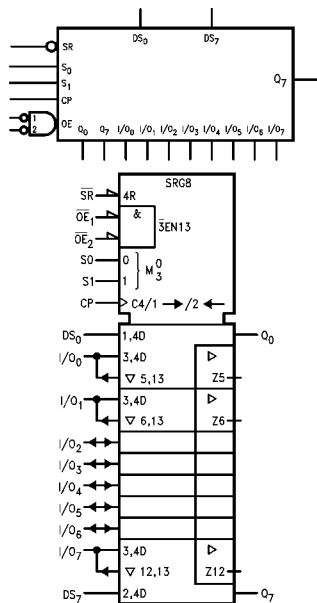 DS₀ DS₇
SR
S₀
S₁
CP
1
2
OE
Q₇
Q₀ Q₇ I/O₀ I/O₁ I/O₂ I/O₃ I/O₄ I/O₅ I/O₆ I/O₇
SRG8
S̅R̅ 4R
O̅E̅₁ &
3EN13
O̅E̅₂
S0 0
M 0
3
S1 1
CP C4/1 → /2 ←
DS₀ 1,4D Q₀
I/O₀ 3,4D ▷
▽ 5,13 Z5
I/O₁ 3,4D ▷
▽ 6,13 Z6
I/O₂
I/O₃
I/O₄
I/O₅
I/O₆
I/O₇ 3,4D ▷
▽ 12,13 Z12
DS₇ 2,4D Q₇